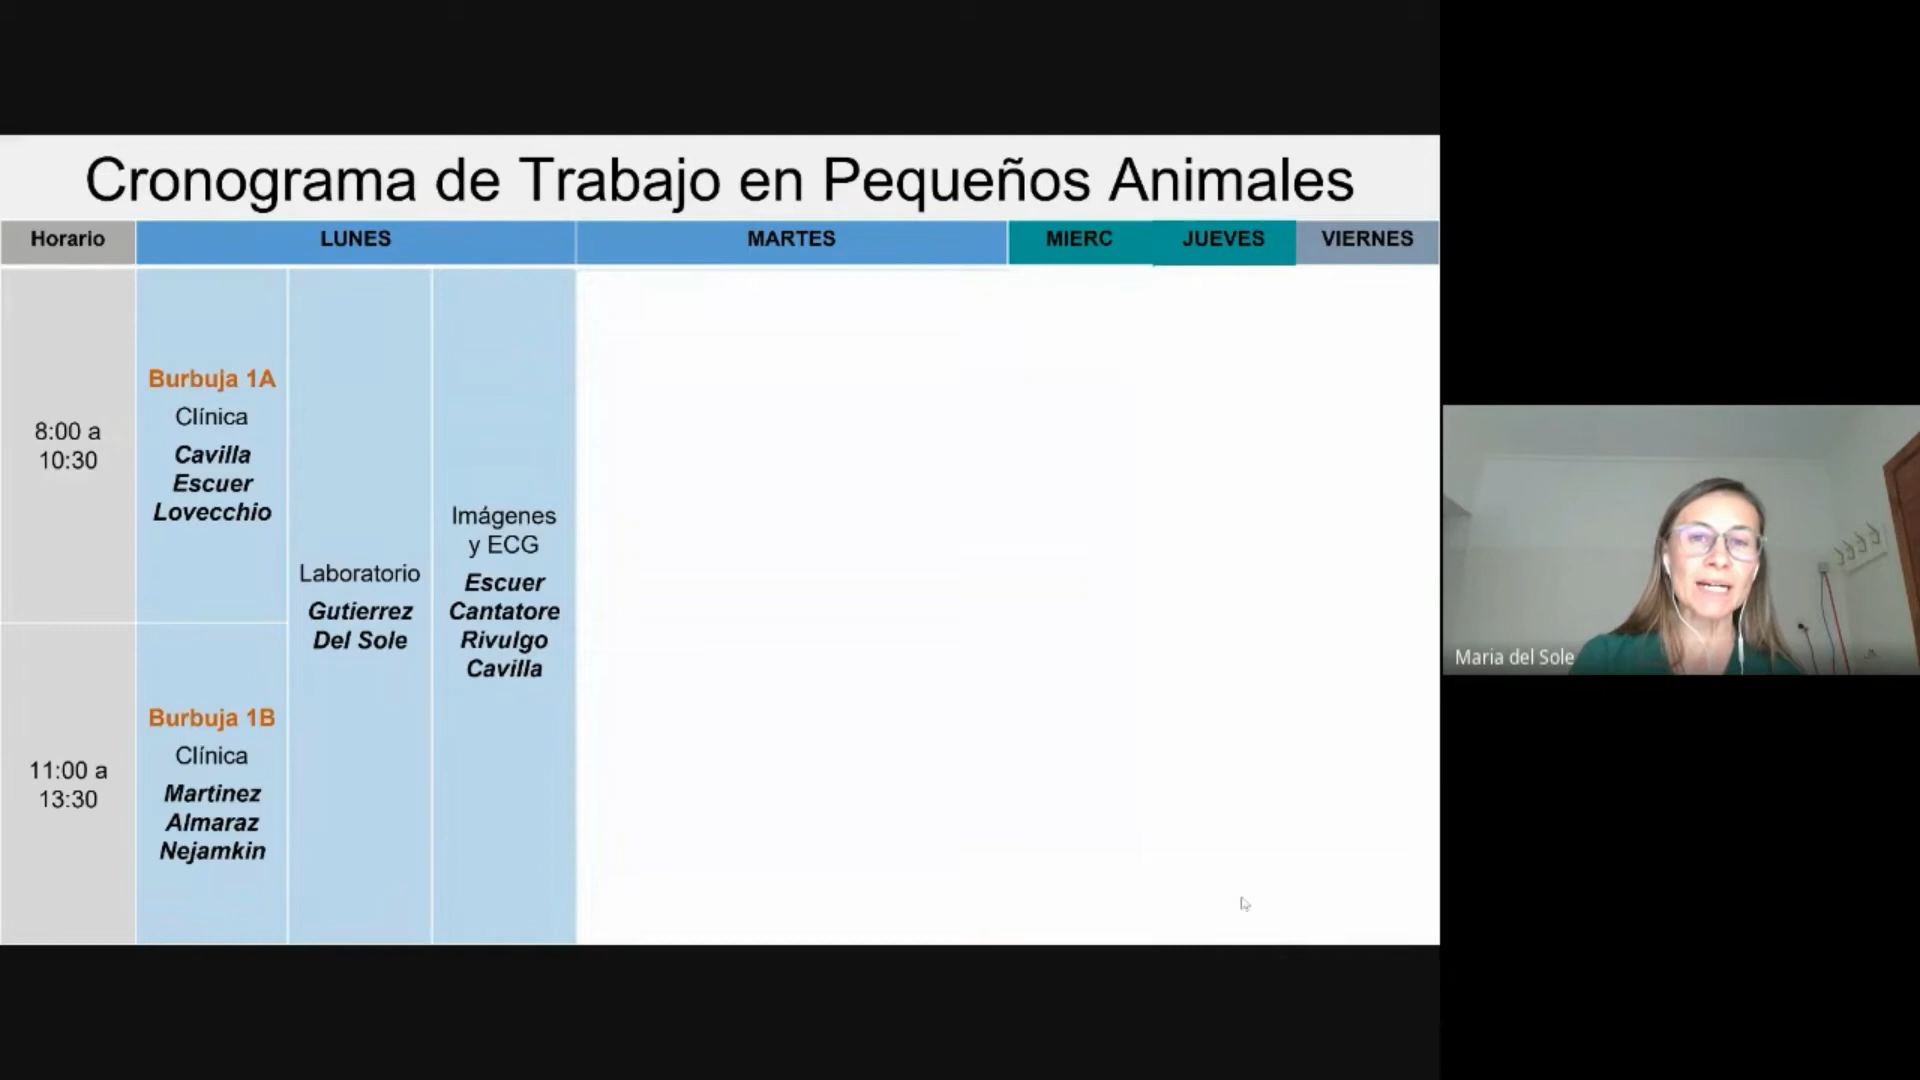 Cronograma de Trabajo en Pequeños Animales
Horario
LUNES
MARTES
MIERC
JUEVES
VIERNES
8:00 a
10:30
Burbuja 1A
Clínica
Cavilla
Escuer
Lovecchio
11:00 a
13:30
Burbuja 1B
Clínica
Martinez
Almaraz
Nejamkin
Laboratorio
Gutierrez
Del Sole
Imágenes
y ECG
Escuer
Cantatore
Rivulgo
Cavilla
Maria del Sole